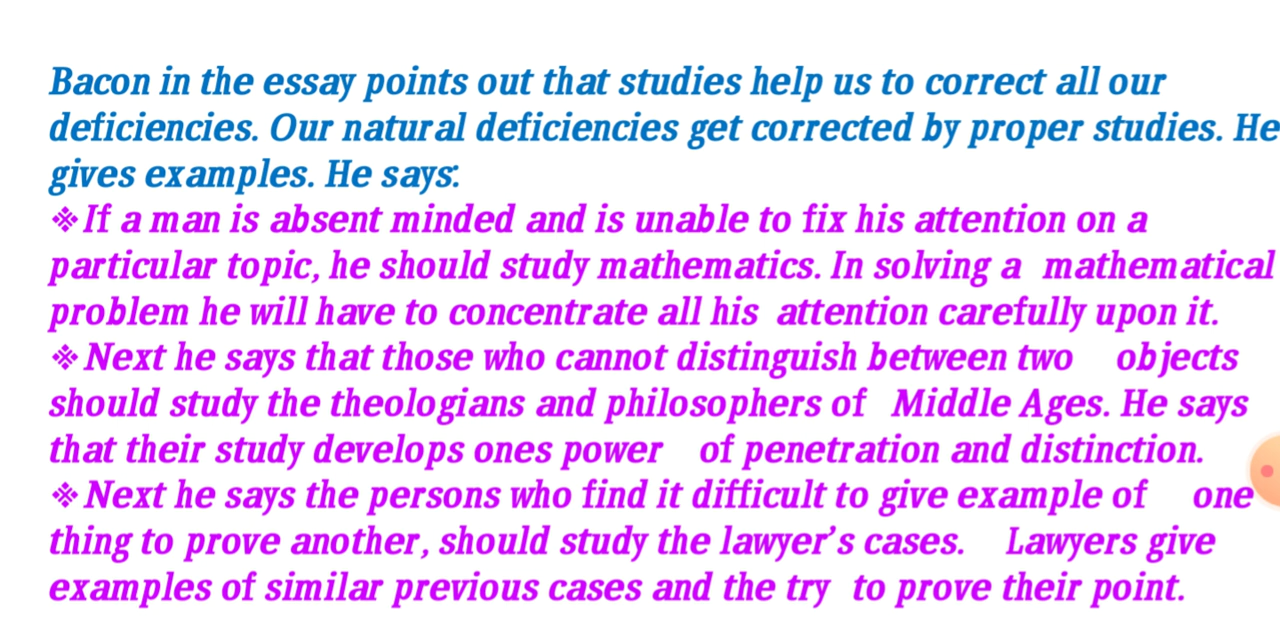 Bacon in the essay points out that studies help us to correct all our
deficiencies. Our natural deficiencies get corrected by proper studies. He
gives examples. He says:
❖If a man is absent minded and is unable to fix his attention on a
particular topic, he should study mathematics. In solving a mathematical
problem he will have to concentrate all his attention carefully upon it.
❖Next he says that those who cannot distinguish between two objects
should study the theologians and philosophers of Middle Ages. He says
that their study develops ones power of penetration and distinction.
❖Next he says the persons who find it difficult to give example of one
thing to prove another, should study the lawyer’s cases. Lawyers give
examples of similar previous cases and the try to prove their point.